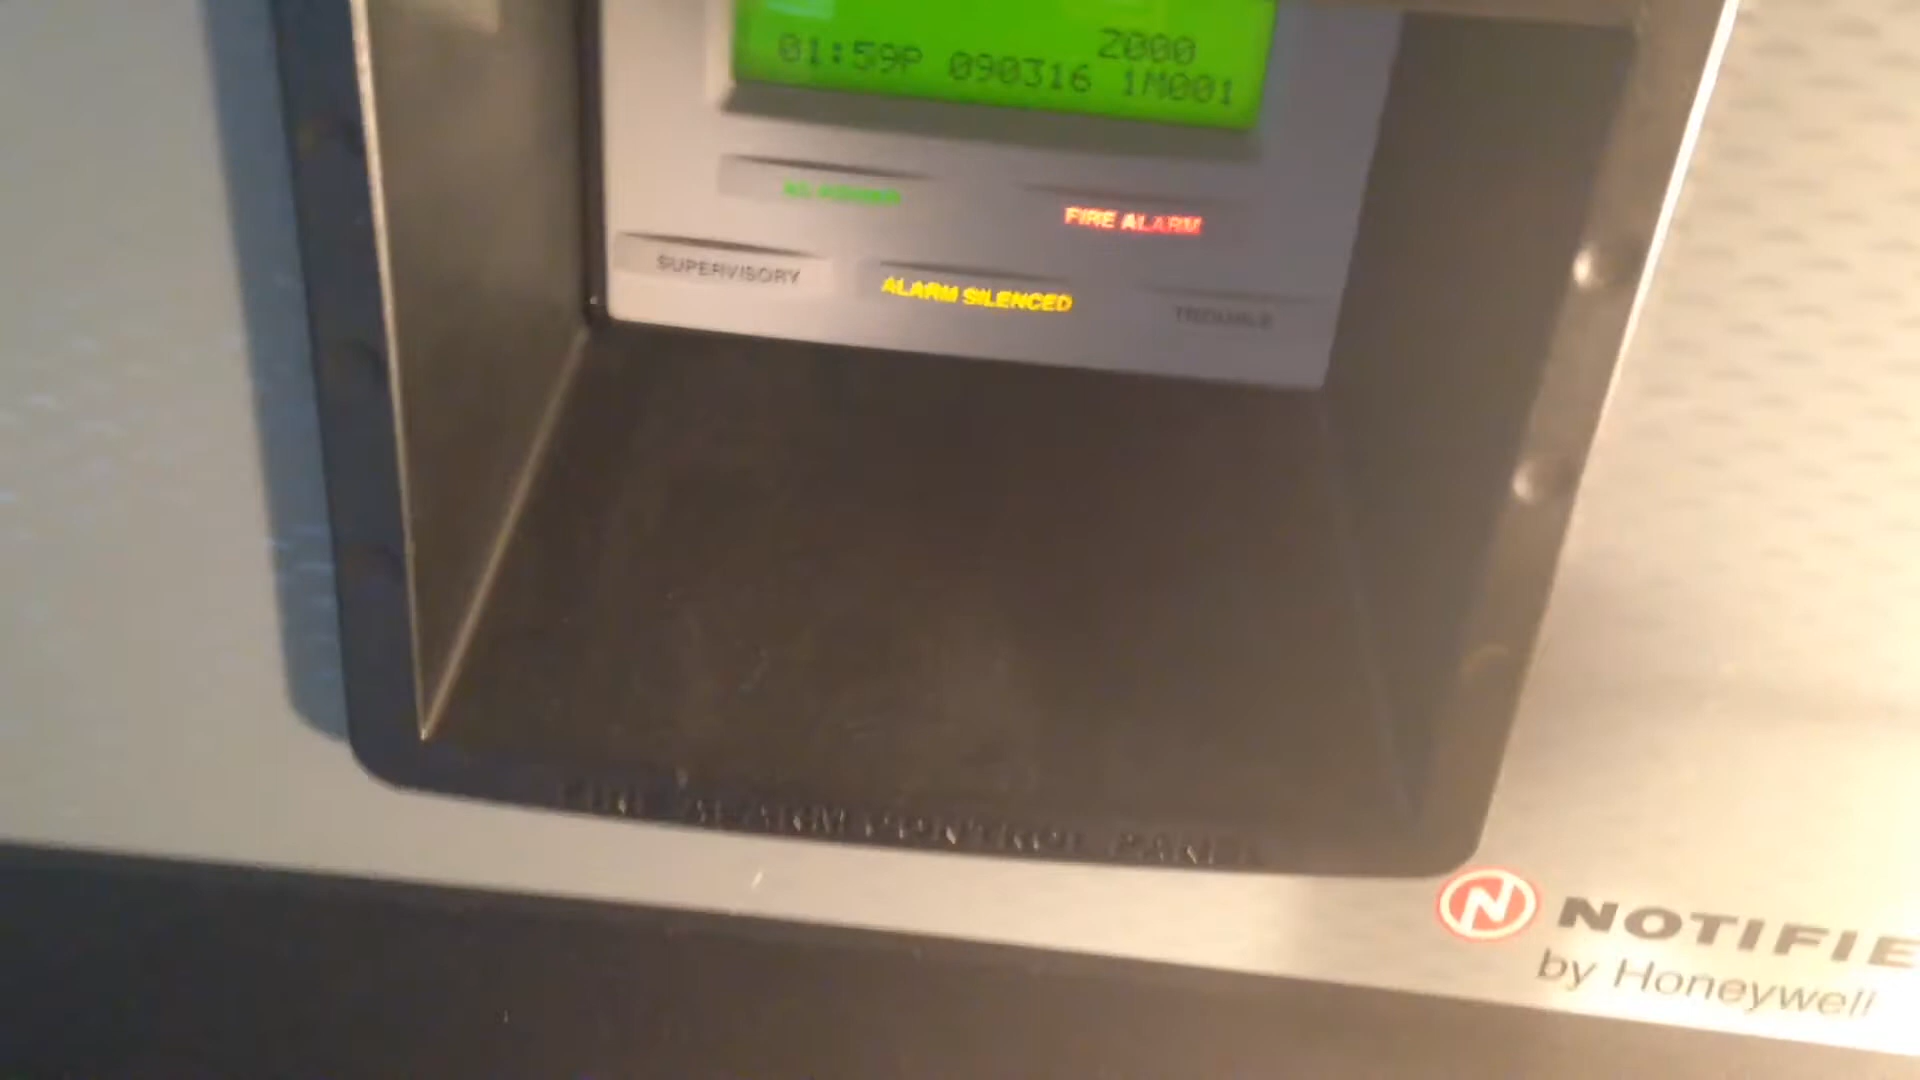 Z000
01:59P 090316 1M001
AC POWER
FIRE ALARM
SUPERVISORY
ALARM SILENCED
TROUBLE
FIRE ALARM CONTROL PANEL
NOTIFIE
by Honeywell